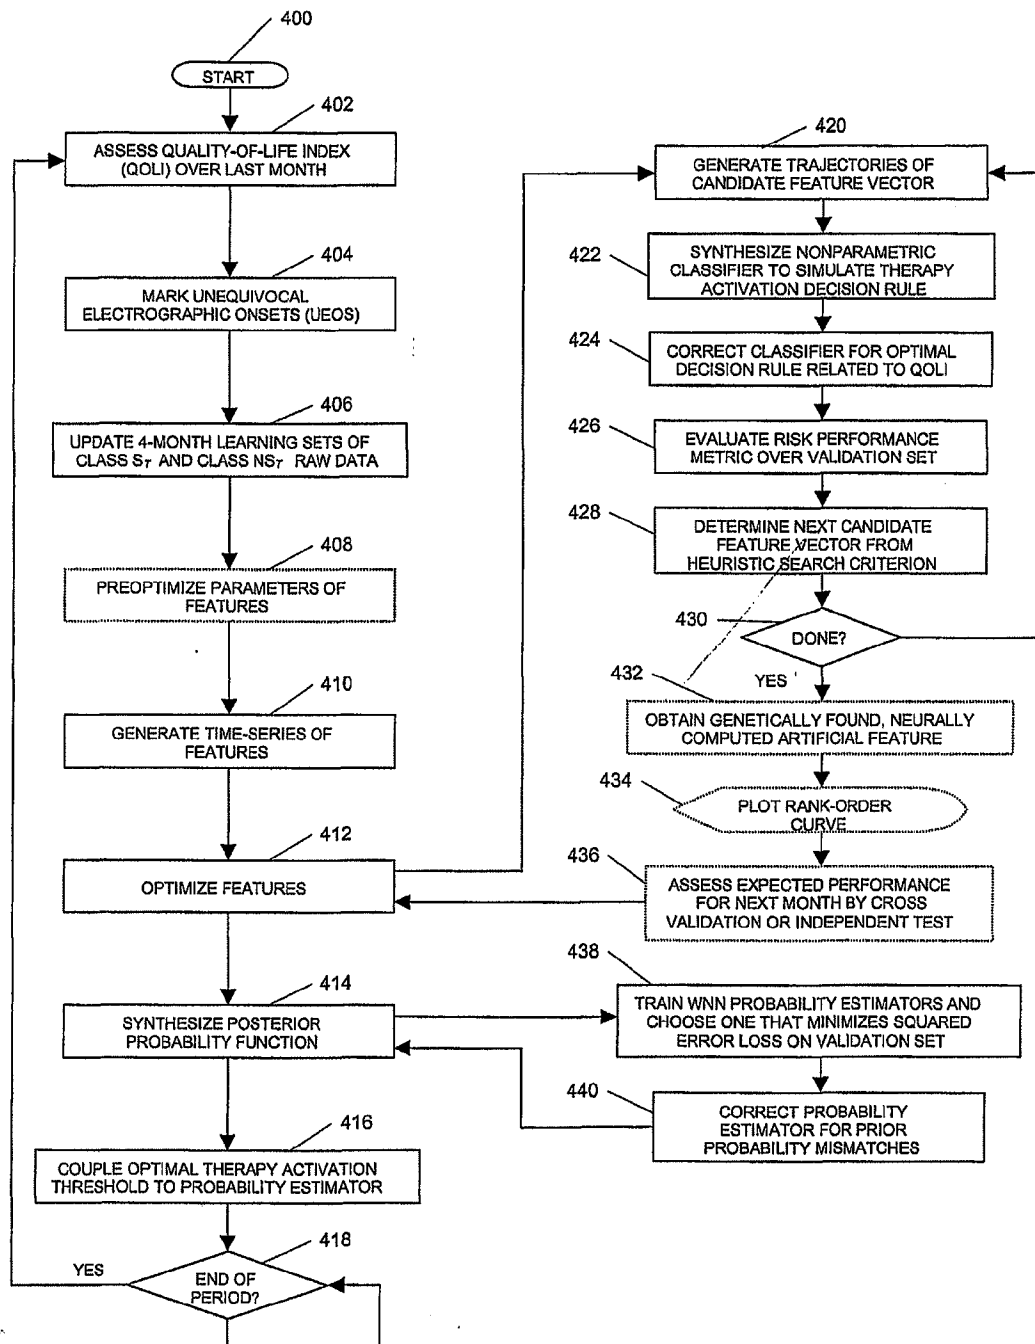 400
START
402
ASSESS QUALITY-OF-LIFE INDEX
(QOLI) OVER LAST MONTH
404
MARK UNEQUIVOCAL
ELECTROGRAPHIC ONSETS (UEOS)
406
UPDATE 4-MONTH LEARNING SETS OF
CLASS Sτ AND CLASS NSτ RAW DATA
408
PREOPTIMIZE PARAMETERS OF
FEATURES
410
GENERATE TIME-SERIES OF
FEATURES
412
OPTIMIZE FEATURES
414
SYNTHESIZE POSTERIOR
PROBABILITY FUNCTION
416
COUPLE OPTIMAL THERAPY ACTIVATION
THRESHOLD TO PROBABILITY ESTIMATOR
418
YES
END OF
PERIOD?
420
GENERATE TRAJECTORIES OF
CANDIDATE FEATURE VECTOR
422
SYNTHESIZE NONPARAMETRIC
CLASSIFIER TO SIMULATE THERAPY
ACTIVATION DECISION RULE
424
CORRECT CLASSIFIER FOR OPTIMAL
DECISION RULE RELATED TO QOLI
426
EVALUATE RISK PERFORMANCE
METRIC OVER VALIDATION SET
428
DETERMINE NEXT CANDIDATE
FEATURE VECTOR FROM
HEURISTIC SEARCH CRITERION
430
DONE?
YES
432
OBTAIN GENETICALLY FOUND, NEURALLY
COMPUTED ARTIFICIAL FEATURE
434
PLOT RANK-ORDER
CURVE
436
ASSESS EXPECTED PERFORMANCE
FOR NEXT MONTH BY CROSS
VALIDATION OR INDEPENDENT TEST
438
TRAIN WNN PROBABILITY ESTIMATORS AND
CHOOSE ONE THAT MINIMIZES SQUARED
ERROR LOSS ON VALIDATION SET
440
CORRECT PROBABILITY
ESTIMATOR FOR PRIOR
PROBABILITY MISMATCHES